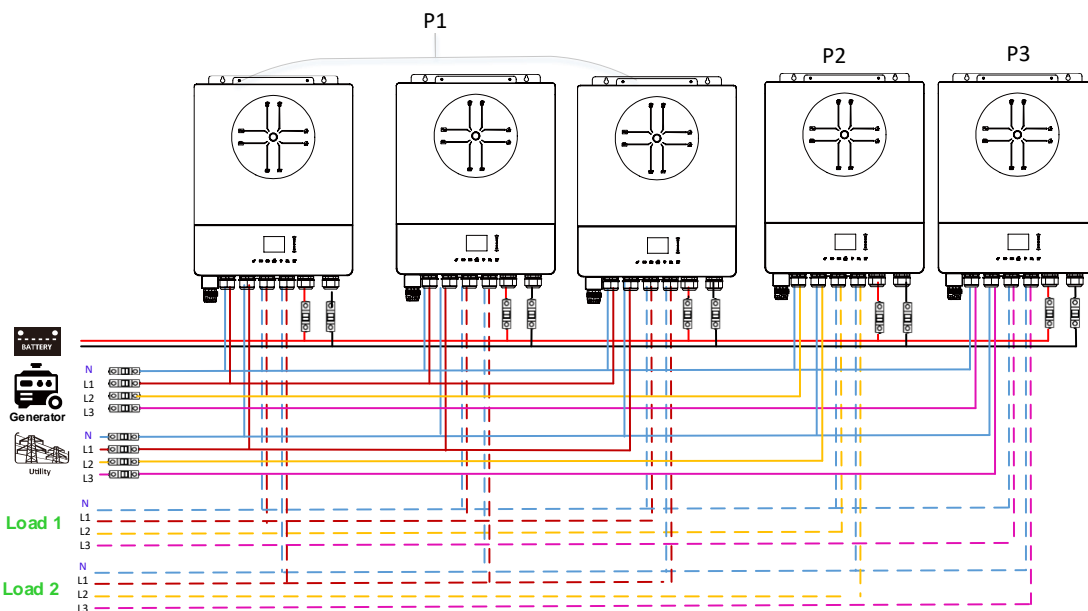 P1
P2
P3
BATTERY
N
L1
L2
L3
Generator
N
L1
L2
L3
Utility
N
L1
L2
L3
Load 1
N
L1
L2
L3
Load 2